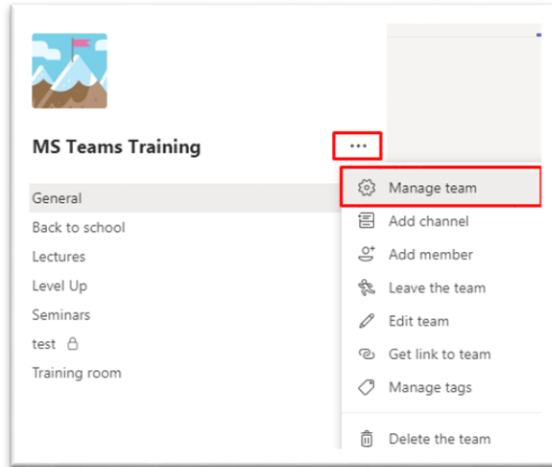 MS Teams Training
...
General
Back to school
Lectures
Level Up
Seminars
test
Training room
Manage team
Add channel
Add member
Leave the team
Edit team
Get link to team
Manage tags
Delete the team